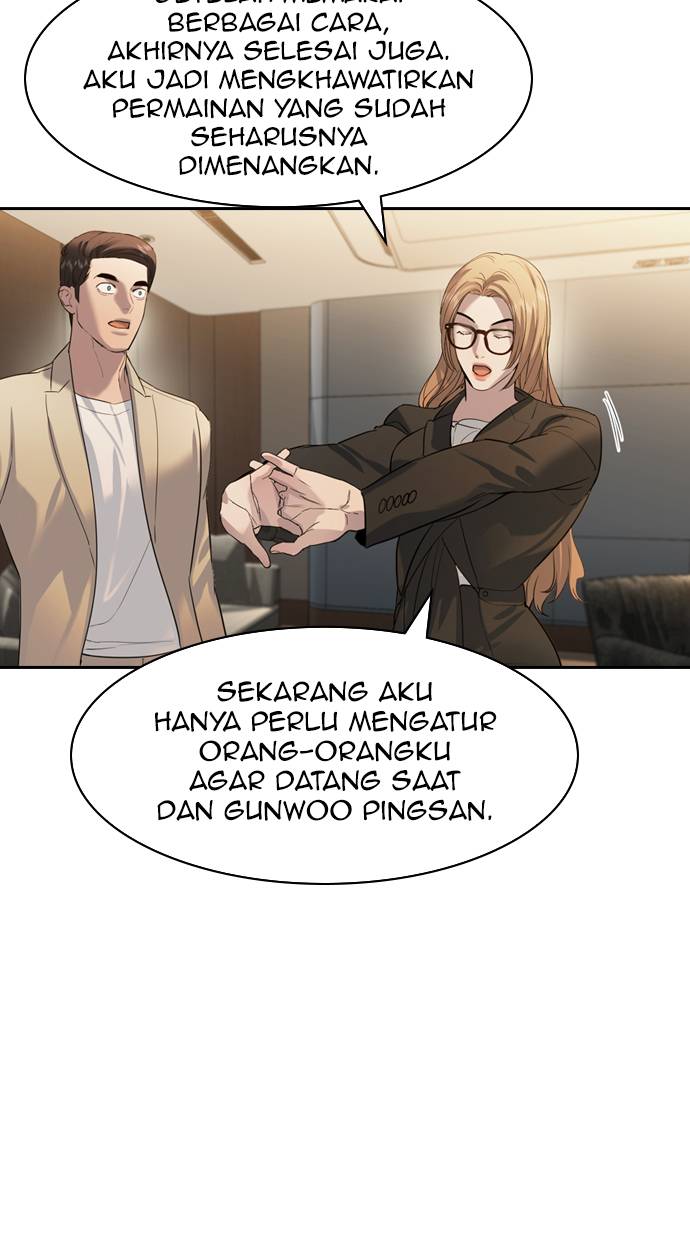 BERBAGAI CARA,
AKHIRNYA SELESAI JUGA.
AKU JADI MENGKHAWATIRKAN
PERMAINAN YANG SUDAH
SEHARUSNYA
DIMENANGKAN.
SEKARANG AKU
HANYA PERLU MENGATUR
ORANG-ORANGKU
AGAR DATANG SAAT
DAN GUNWOO PINGSAN.